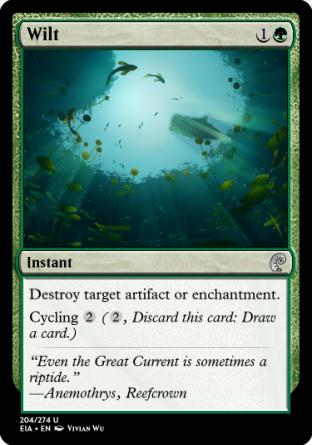 Wilt 1
Instant
Destroy target artifact or enchantment.
Cycling 2 (2, Discard this card: Draw
a card.)
“Even the Great Current is sometimes a
riptide.”
—Anemothrys, Reefcrown
204/274 U
EIA • EN Vivian Wu